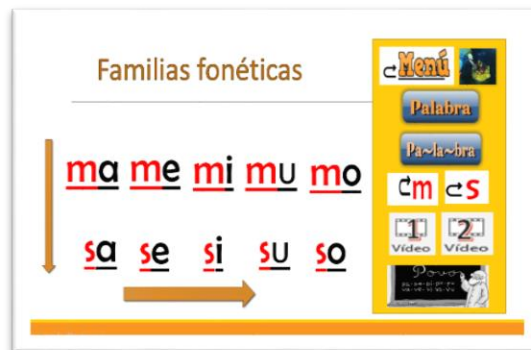 Familias fonéticas
ma me mi mu mo
sa se si su so
Menú
Palabra
Pa~la~bra
m s
1 2
Vídeo Vídeo
Povo